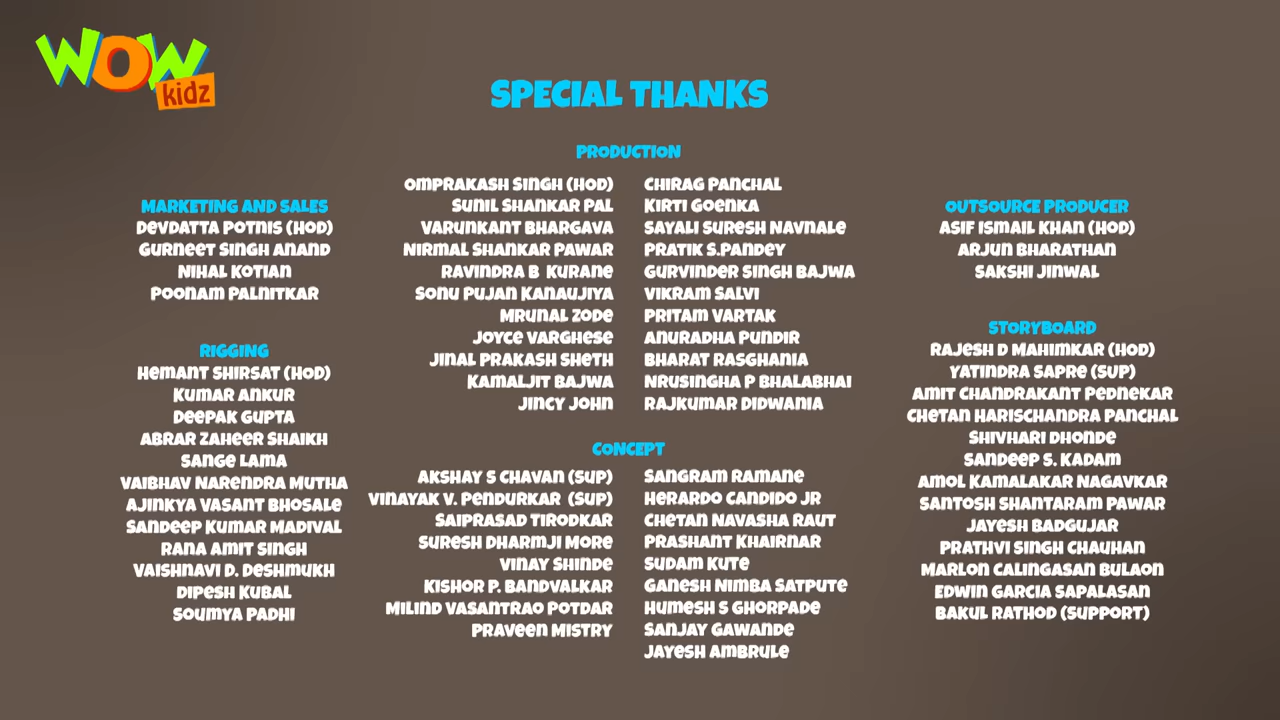 WOW
kidz
SPECIAL THANKS
MARKETING AND SALES
DEVDATTA POTNIS (HOD)
GURNEET SINGH ANAND
NIHAL KOTIAN
POONAM PALNITKAR
RIGGING
HEMANT SHIRSAT (HOD)
KUMAR ANKUR
DEEPAK GUPTA
ABRAR ZAHEER SHAIKH
SANGE LAMA
VAIBHAV NARENDRA MUTHA
AJINKYA VASANT BHOSALE
SANDEEP KUMAR MADIVAL
RANA AMIT SINGH
VAISHNAVI D. DESHMUKH
DIPESH KUBAL
SOUMYA PADHI
PRODUCTION
OMPRAKASH SINGH (HOD)
SUNIL SHANKAR PAL
VARUNKANT BHARGAVA
NIRMAL SHANKAR PAWAR
RAVINDRA B KURANE
SONU PUJAN KANAUJIYA
MRUNAL ZODE
JOYCE VARGHESE
JINAL PRAKASH SHETH
KAMALJIT BAJWA
JINCY JOHN
CHIRAG PANCHAL
KIRTI GOENKA
SAYALI SURESH NAVNALE
PRATIK S.PANDEY
GURVINDER SINGH BAJWA
VIKRAM SALVI
PRITAM VARTAK
ANURADHA PUNDIR
BHARAT RASGHANIA
NRUSINGHA P BHALABHAI
RAJKUMAR DIDWANIA
CONCEPT
AKSHAY S CHAVAN (SUP)
VINAYAK V. PENDURKAR (SUP)
SAIPRASAD TIRODKAR
SURESH DHARMJI MORE
VINAY SHINDE
KISHOR P. BANDVALKAR
MILIND VASANTRAO POTDAR
PRAVEEN MISTRY
SANGRAM RAMANE
HERARDO CANDIDO JR
CHETAN NAVASHA RAUT
PRASHANT KHAIRNAR
SUDAM KUTE
GANESH NIMBA SATPUTE
HUMESH S GHORPADE
SANJAY GAWANDE
JAYESH AMBRULE
OUTSOURCE PRODUCER
ASIF ISMAIL KHAN (HOD)
ARJUN BHARATHAN
SAKSHI JINWAL
STORYBOARD
RAJESH D MAHIMKAR (HOD)
YATINDRA SAPRE (SUP)
AMIT CHANDRAKANT PEDNEKAR
CHETAN HARISCHANDRA PANCHAL
SHIVHARI DHONDE
SANDEEP S. KADAM
AMOL KAMALAKAR NAGAVKAR
SANTOSH SHANTARAM PAWAR
JAYESH BADGUJAR
PRATHVI SINGH CHAUHAN
MARLON CALINGASAN BULAON
EDWIN GARCIA SAPALASAN
BAKUL RATHOD (SUPPORT)